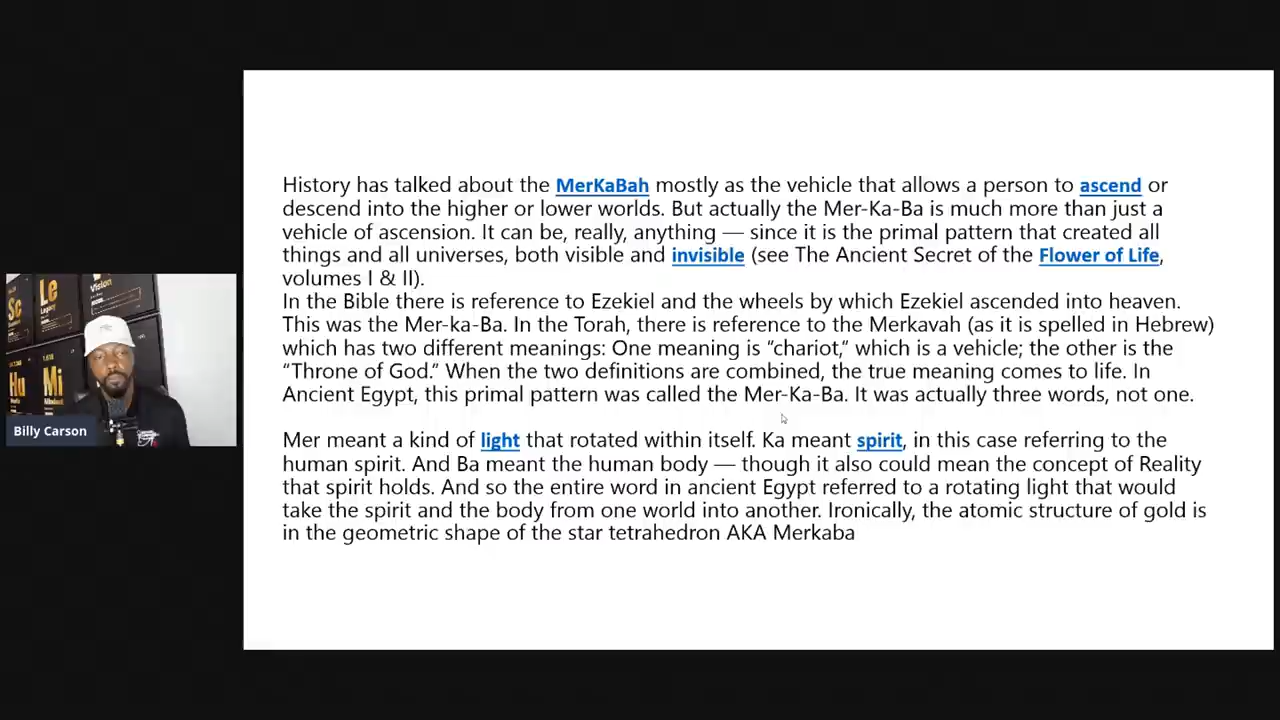 History has talked about the MerKaBah mostly as the vehicle that allows a person to ascend or
descend into the higher or lower worlds. But actually the Mer-Ka-Ba is much more than just a
vehicle of ascension. It can be, really, anything — since it is the primal pattern that created all
things and all universes, both visible and invisible (see The Ancient Secret of the Flower of Life,
volumes I & II).
In the Bible there is reference to Ezekiel and the wheels by which Ezekiel ascended into heaven.
This was the Mer-ka-Ba. In the Torah, there is reference to the Merkavah (as it is spelled in Hebrew)
which has two different meanings: One meaning is “chariot,” which is a vehicle; the other is the
“Throne of God.” When the two definitions are combined, the true meaning comes to life. In
Ancient Egypt, this primal pattern was called the Mer-Ka-Ba. It was actually three words, not one.
Mer meant a kind of light that rotated within itself. Ka meant spirit, in this case referring to the
human spirit. And Ba meant the human body — though it also could mean the concept of Reality
that spirit holds. And so the entire word in ancient Egypt referred to a rotating light that would
take the spirit and the body from one world into another. Ironically, the atomic structure of gold is
in the geometric shape of the star tetrahedron AKA Merkaba
Sc
Le
Legacy
Vision
Hu
Mi
Billy Carson